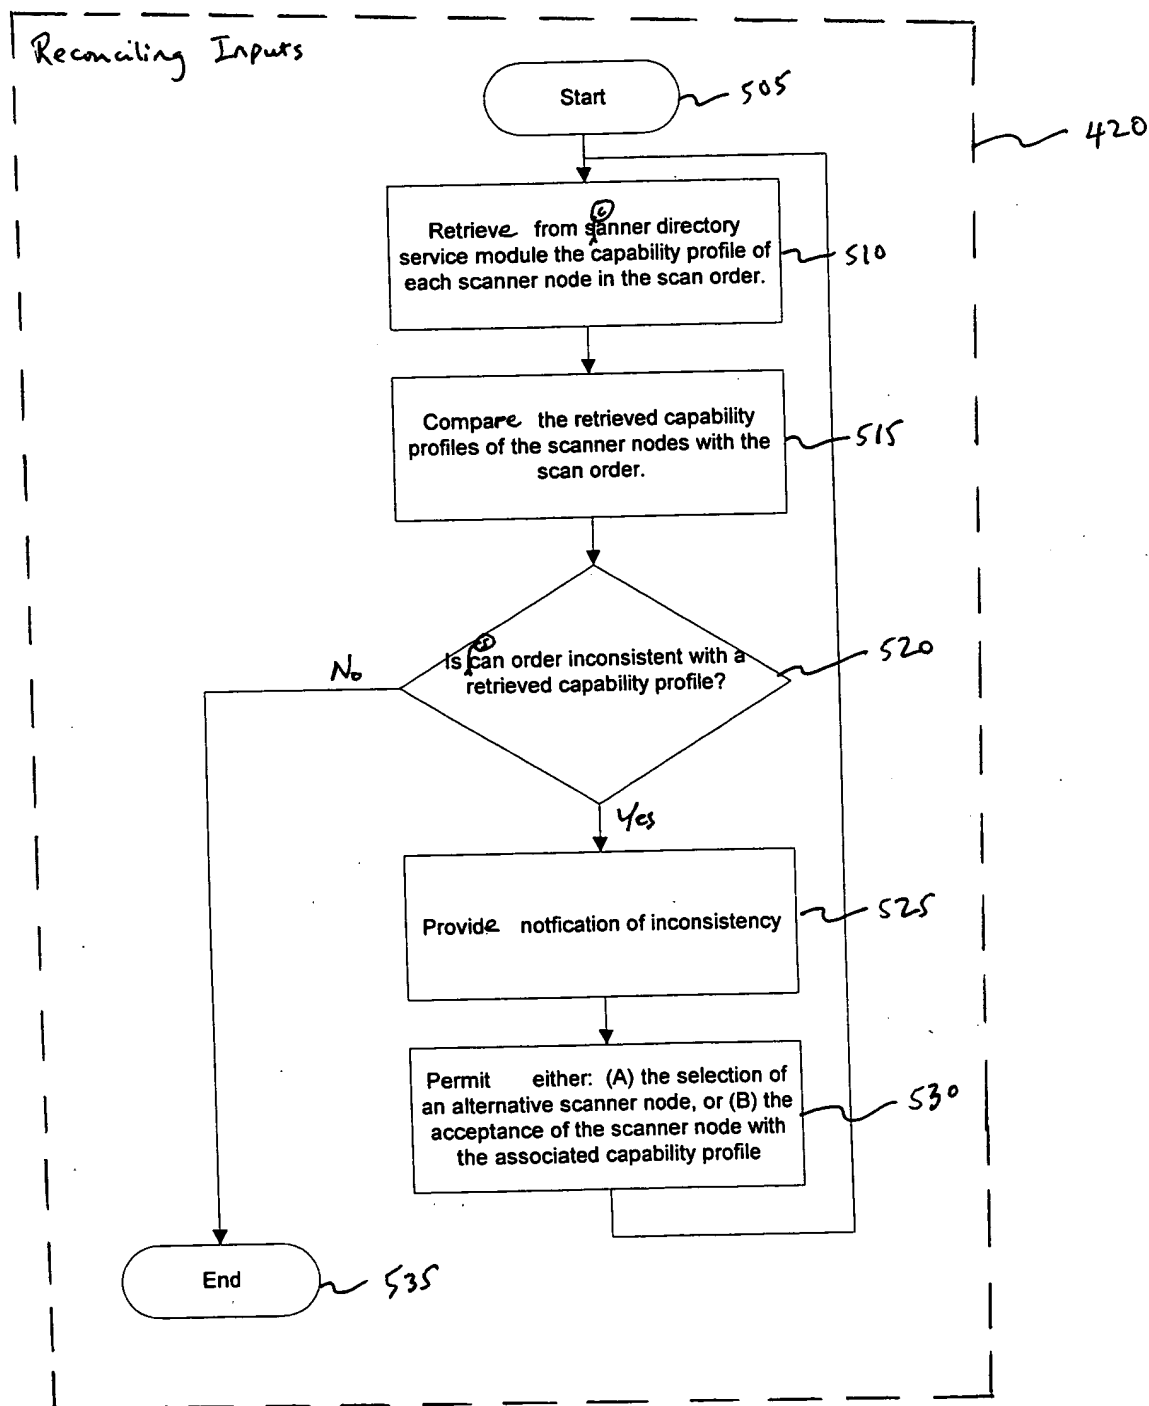 Reconciling Inputs
Start
505
420
c
Retrieve from sanner directory
service module the capability profile of
each scanner node in the scan order.
510
Compare the retrieved capability
profiles of the scanner nodes with the
scan order.
515
s
Is can order inconsistent with a
retrieved capability profile?
520
No
Yes
Provide notfication of inconsistency
525
Permit either: (A) the selection of
an alternative scanner node, or (B) the
acceptance of the scanner node with
the associated capability profile
530
End
535